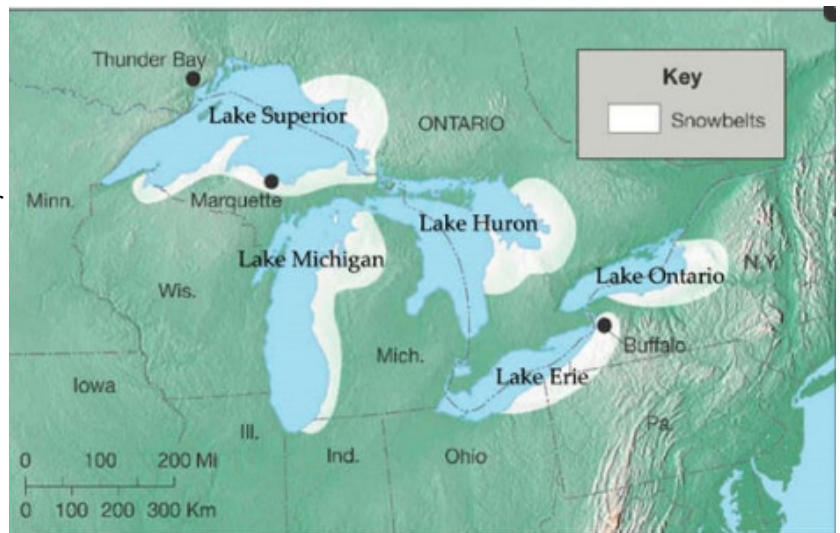 Thunder Bay
Key
Snowbelts
Lake Superior
ONTARIO
Minn.
Marquette
Lake Huron
Lake Michigan
Lake Ontario
N.Y.
Wis.
Buffalo
Mich.
Lake Erie
Iowa
Ill.
Ind.
Ohio
Pa.
0 100 200 Mi
0 100 200 300 Km